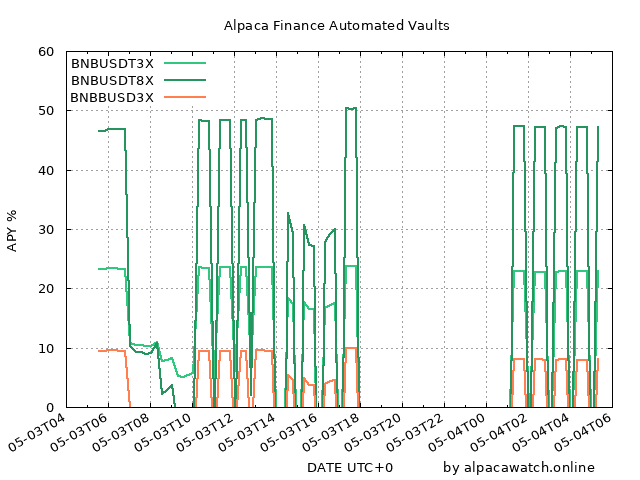 Alpaca Finance Automated Vaults
BNBUSDT3X
BNBUSDT8X
BNBBUSD3X
APY %
60
50
40
30
20
10
0
05-03T04
05-03T06
05-03T08
05-03T10
05-03T12
05-03T14
05-03T16
05-03T18
05-03T20
05-03T22
05-04T00
05-04T02
05-04T04
05-04T06
DATE UTC+0
by alpacawatch.online